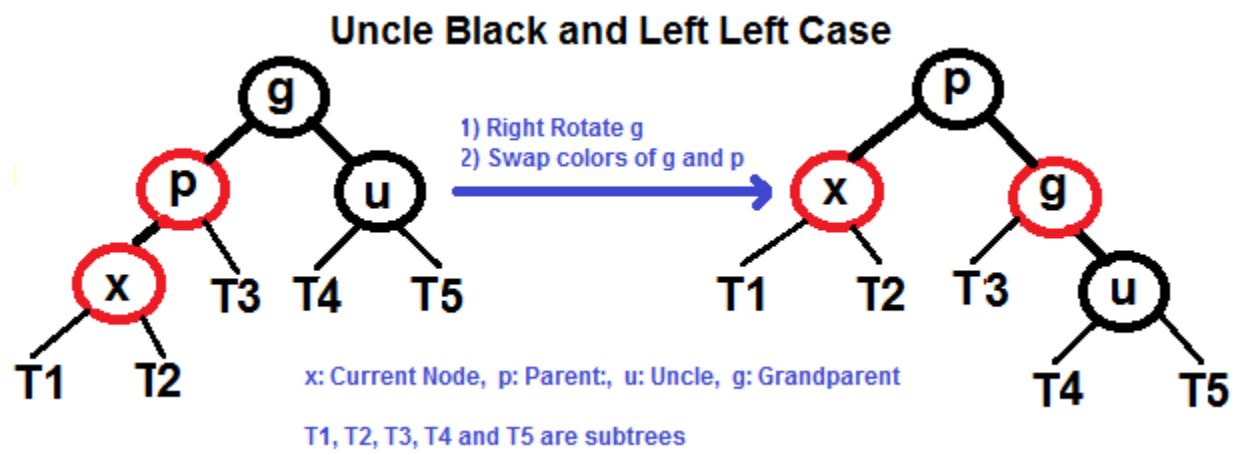 Uncle Black and Left Left Case
g
p
u
x
T3
T4
T5
T1
T2
1) Right Rotate g
2) Swap colors of g and p
p
x
g
T1
T2
T3
u
T4
T5
x: Current Node, p: Parent:, u: Uncle, g: Grandparent
T1, T2, T3, T4 and T5 are subtrees